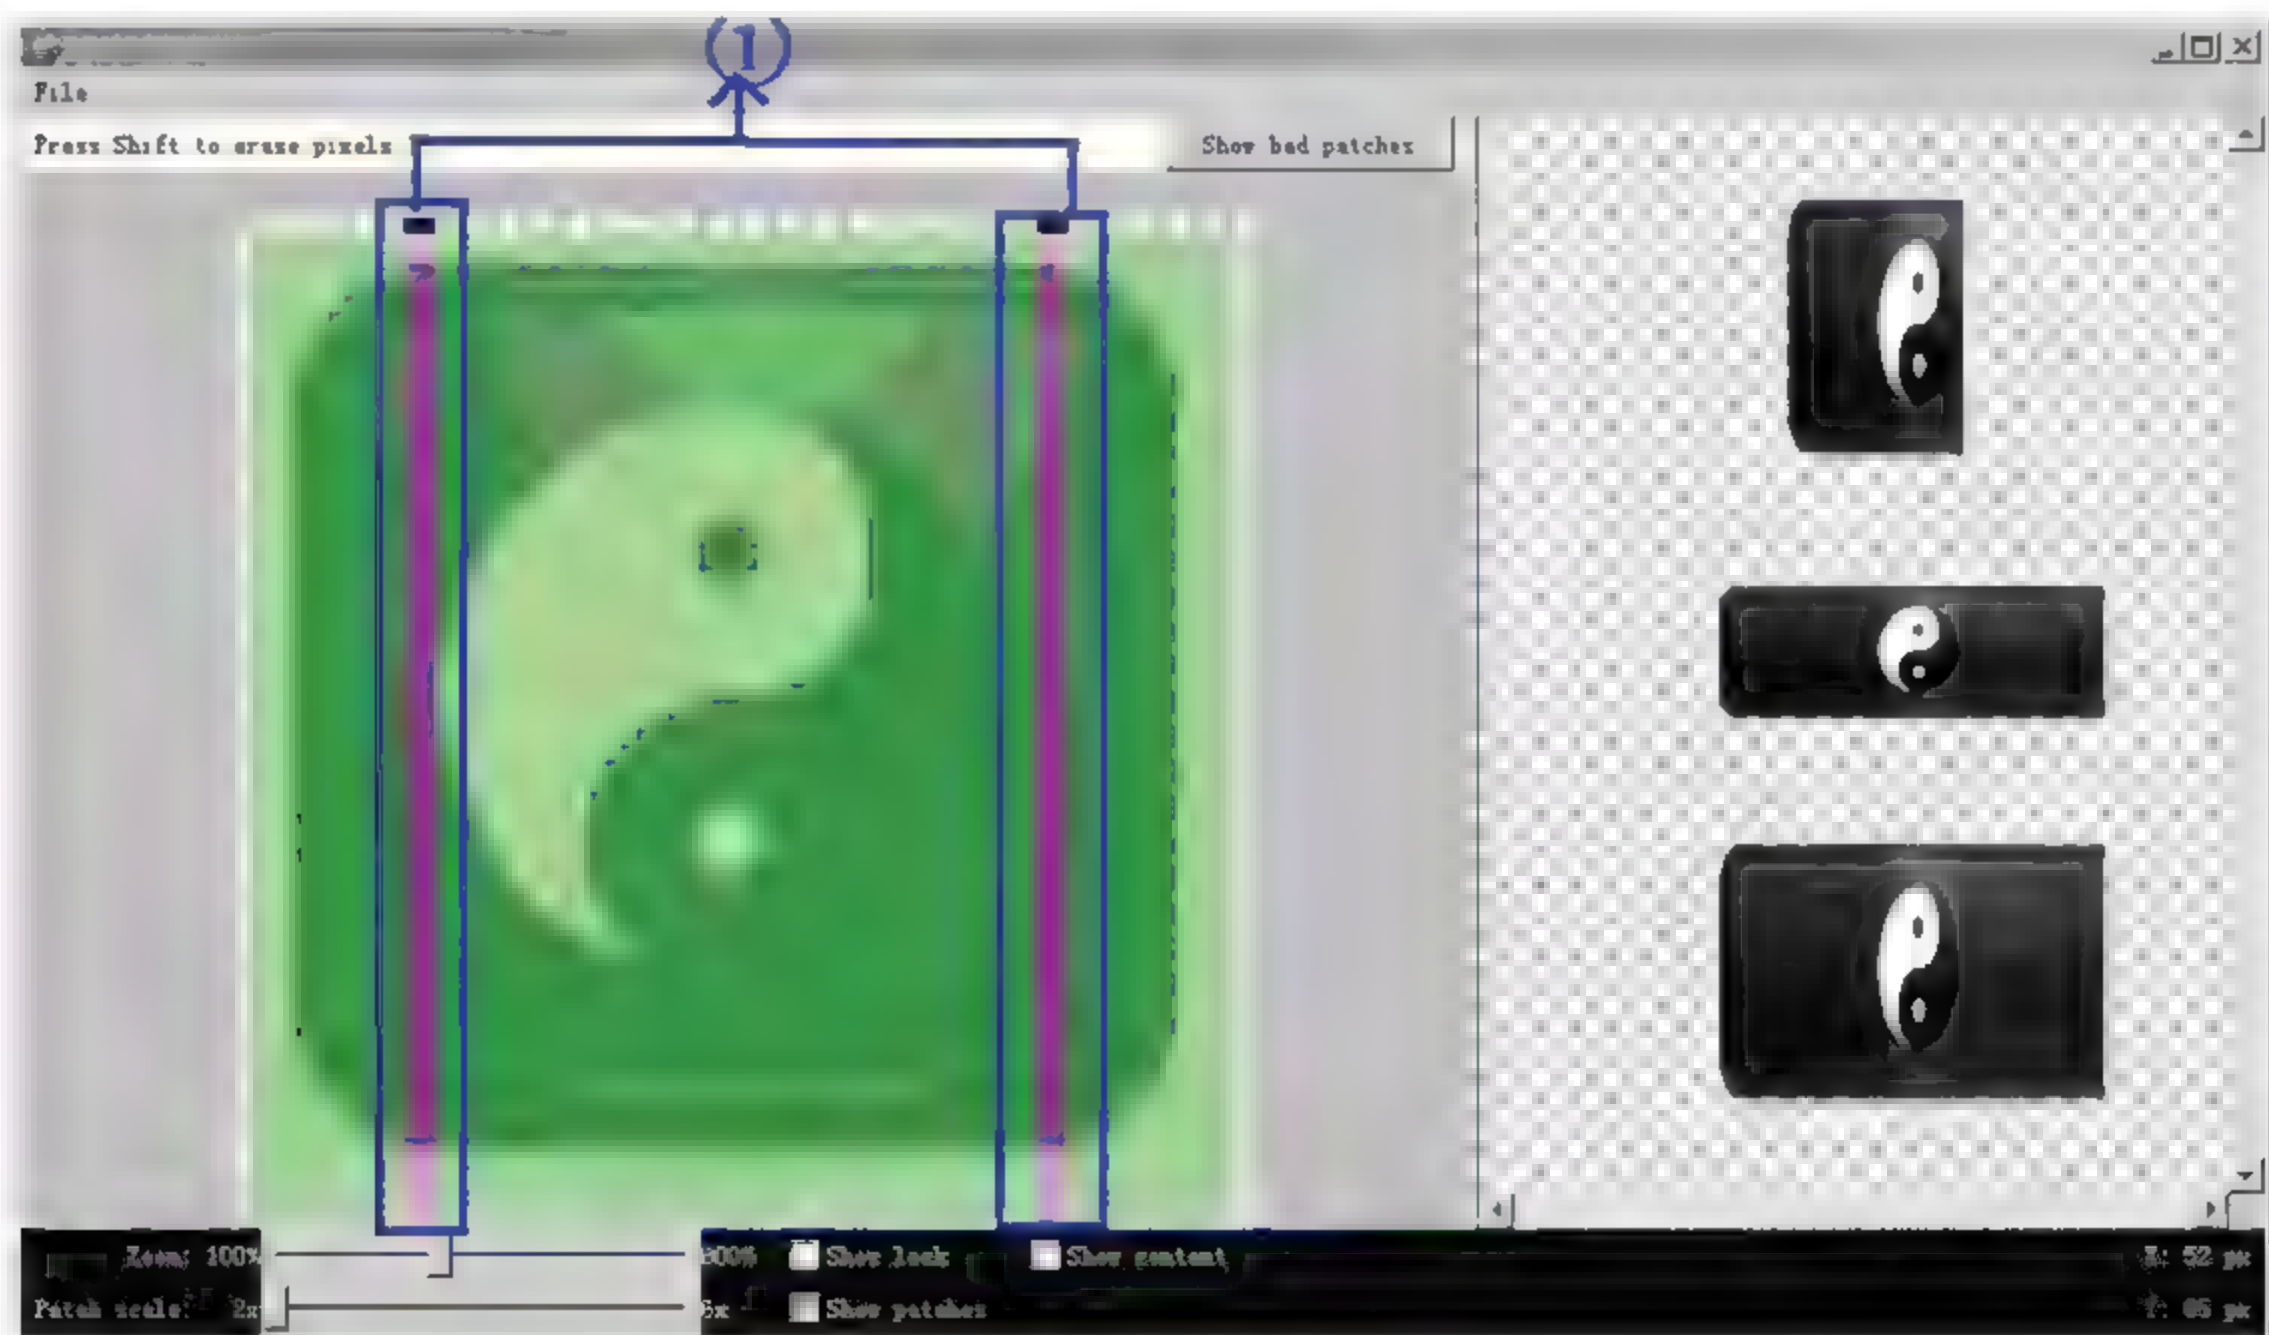 1
File
Press Shift to erase pixels
Show bad patches
Zoom: 100%
800%
Show lock
Show content
X: 52 px
Patch scale: 2x
6x
Show patches